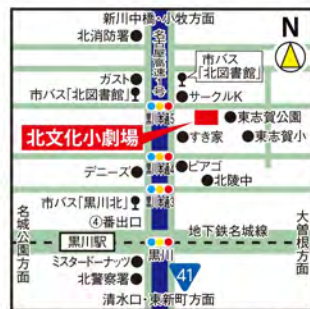 新川中橋・小牧方面
N
北消防署
名古屋高速1号
市バス
「北図書館」
ガスト
サークルK
市バス「北図書館」
東志賀公園
北文化小劇場
すき家
東志賀小
デニーズ
ピアゴ
北陵中
市バス「黒川北」
④番出口
地下鉄名城線
名城公園方面
大曽根方面
黒川駅
黒川
ミスタードーナッツ
北警察署
41
清水口・東新町方面